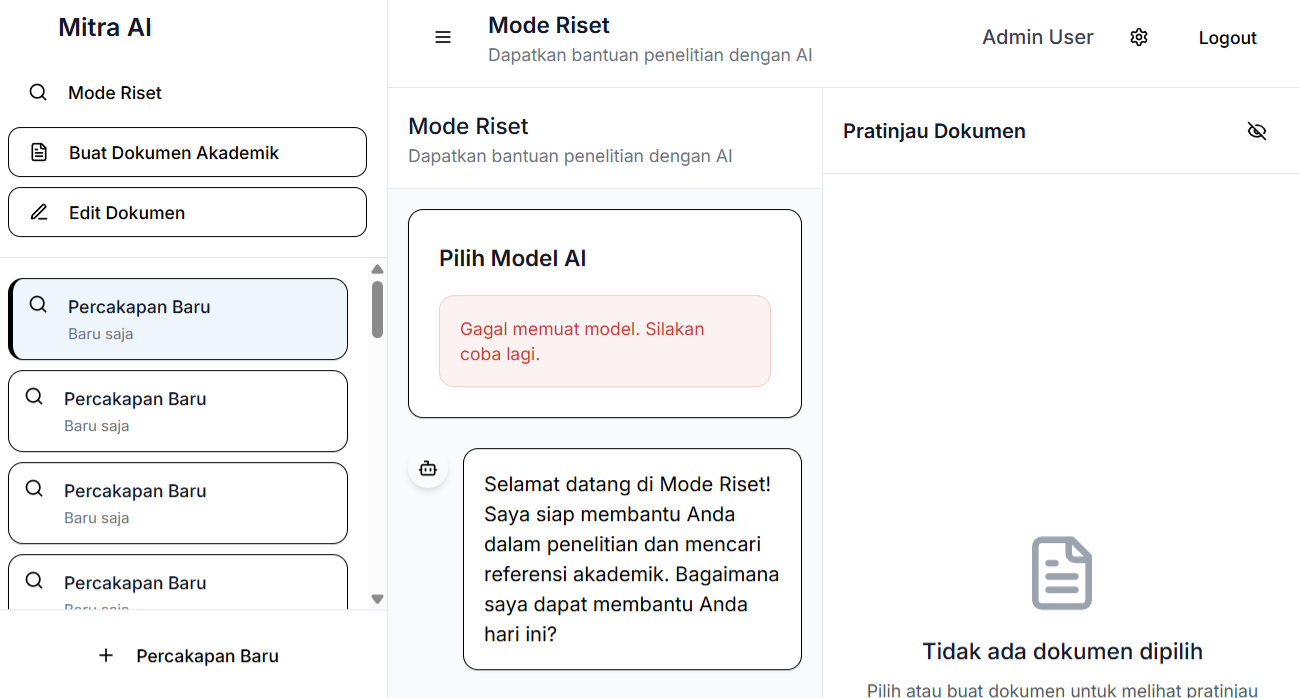 Mitra AI
Mode Riset
Buat Dokumen Akademik
Edit Dokumen
Percakapan Baru
Baru saja
Percakapan Baru
Baru saja
Percakapan Baru
Baru saja
Percakapan Baru
Baru saja
Percakapan Baru
Mode Riset
Dapatkan bantuan penelitian dengan AI
Admin User
Logout
Mode Riset
Dapatkan bantuan penelitian dengan AI
Pilih Model AI
Gagal memuat model. Silakan
coba lagi.
Selamat datang di Mode Riset!
Saya siap membantu Anda
dalam penelitian dan mencari
referensi akademik. Bagaimana
saya dapat membantu Anda
hari ini?
Pratinjau Dokumen
Tidak ada dokumen dipilih
Pilih atau buat dokumen untuk melihat pratinjau